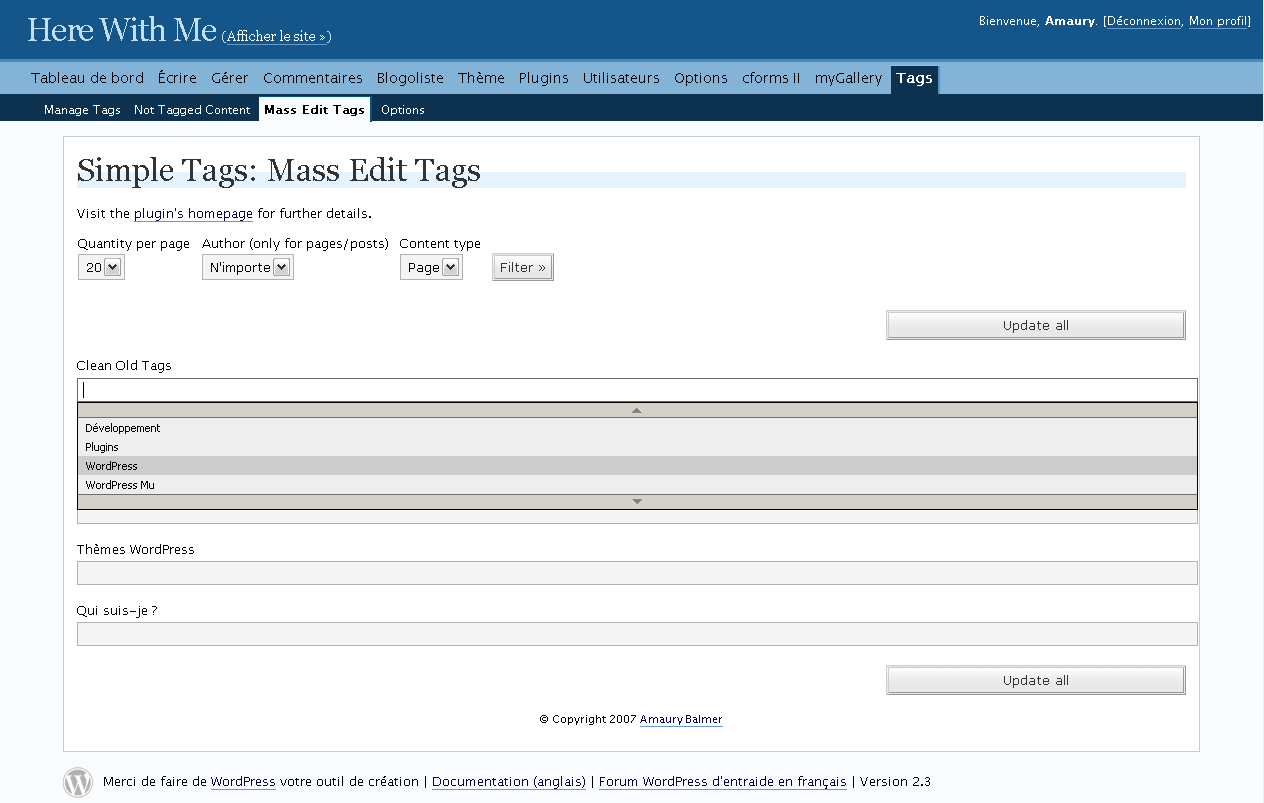 Here With Me (Afficher le site »)
Bienvenue, Amaury. [Déconnexion, Mon profil]
Tableau de bord Écrire Gérer Commentaires Blogoliste Thème Plugins Utilisateurs Options cforms II myGallery Tags
Manage Tags Not Tagged Content Mass Edit Tags Options
Simple Tags: Mass Edit Tags
Visit the plugin's homepage for further details.
Quantity per page Author (only for pages/posts) Content type
20 N'importe Page Filter »
Update all
Clean Old Tags
Développement
Plugins
WordPress
WordPress Mu
Thèmes WordPress
Qui suis-je ?
Update all
© Copyright 2007 Amaury Balmer
Merci de faire de WordPress votre outil de création | Documentation (anglais) | Forum WordPress d'entraide en français | Version 2.3